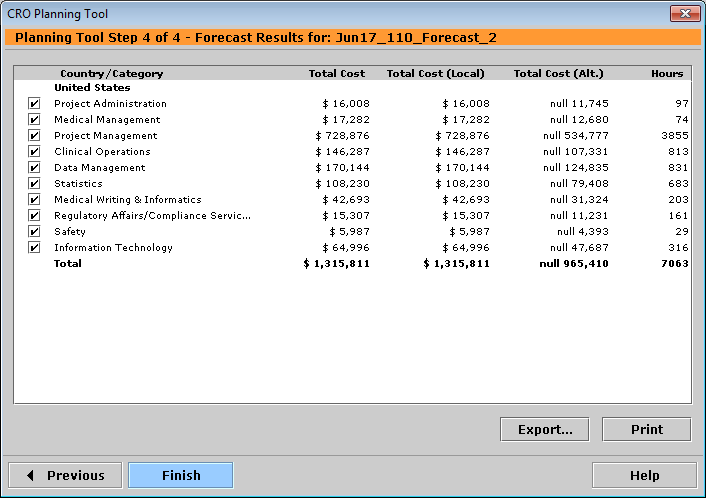 CRO Planning Tool
Planning Tool Step 4 of 4 - Forecast Results for: Jun17_110_Forecast_2
Country/Category Total Cost Total Cost (Local) Total Cost (Alt.) Hours
United States
Project Administration $ 16,008 $ 16,008 null 11,745 97
Medical Management $ 17,282 $ 17,282 null 12,680 74
Project Management $ 728,876 $ 728,876 null 534,777 3855
Clinical Operations $ 146,287 $ 146,287 null 107,331 813
Data Management $ 170,144 $ 170,144 null 124,835 831
Statistics $ 108,230 $ 108,230 null 79,408 683
Medical Writing & Informatics $ 42,693 $ 42,693 null 31,324 203
Regulatory Affairs/Compliance Servic... $ 15,307 $ 15,307 null 11,231 161
Safety $ 5,987 $ 5,987 null 4,393 29
Information Technology $ 64,996 $ 64,996 null 47,687 316
Total $ 1,315,811 $ 1,315,811 null 965,410 7063
Export... Print
Previous Finish Help